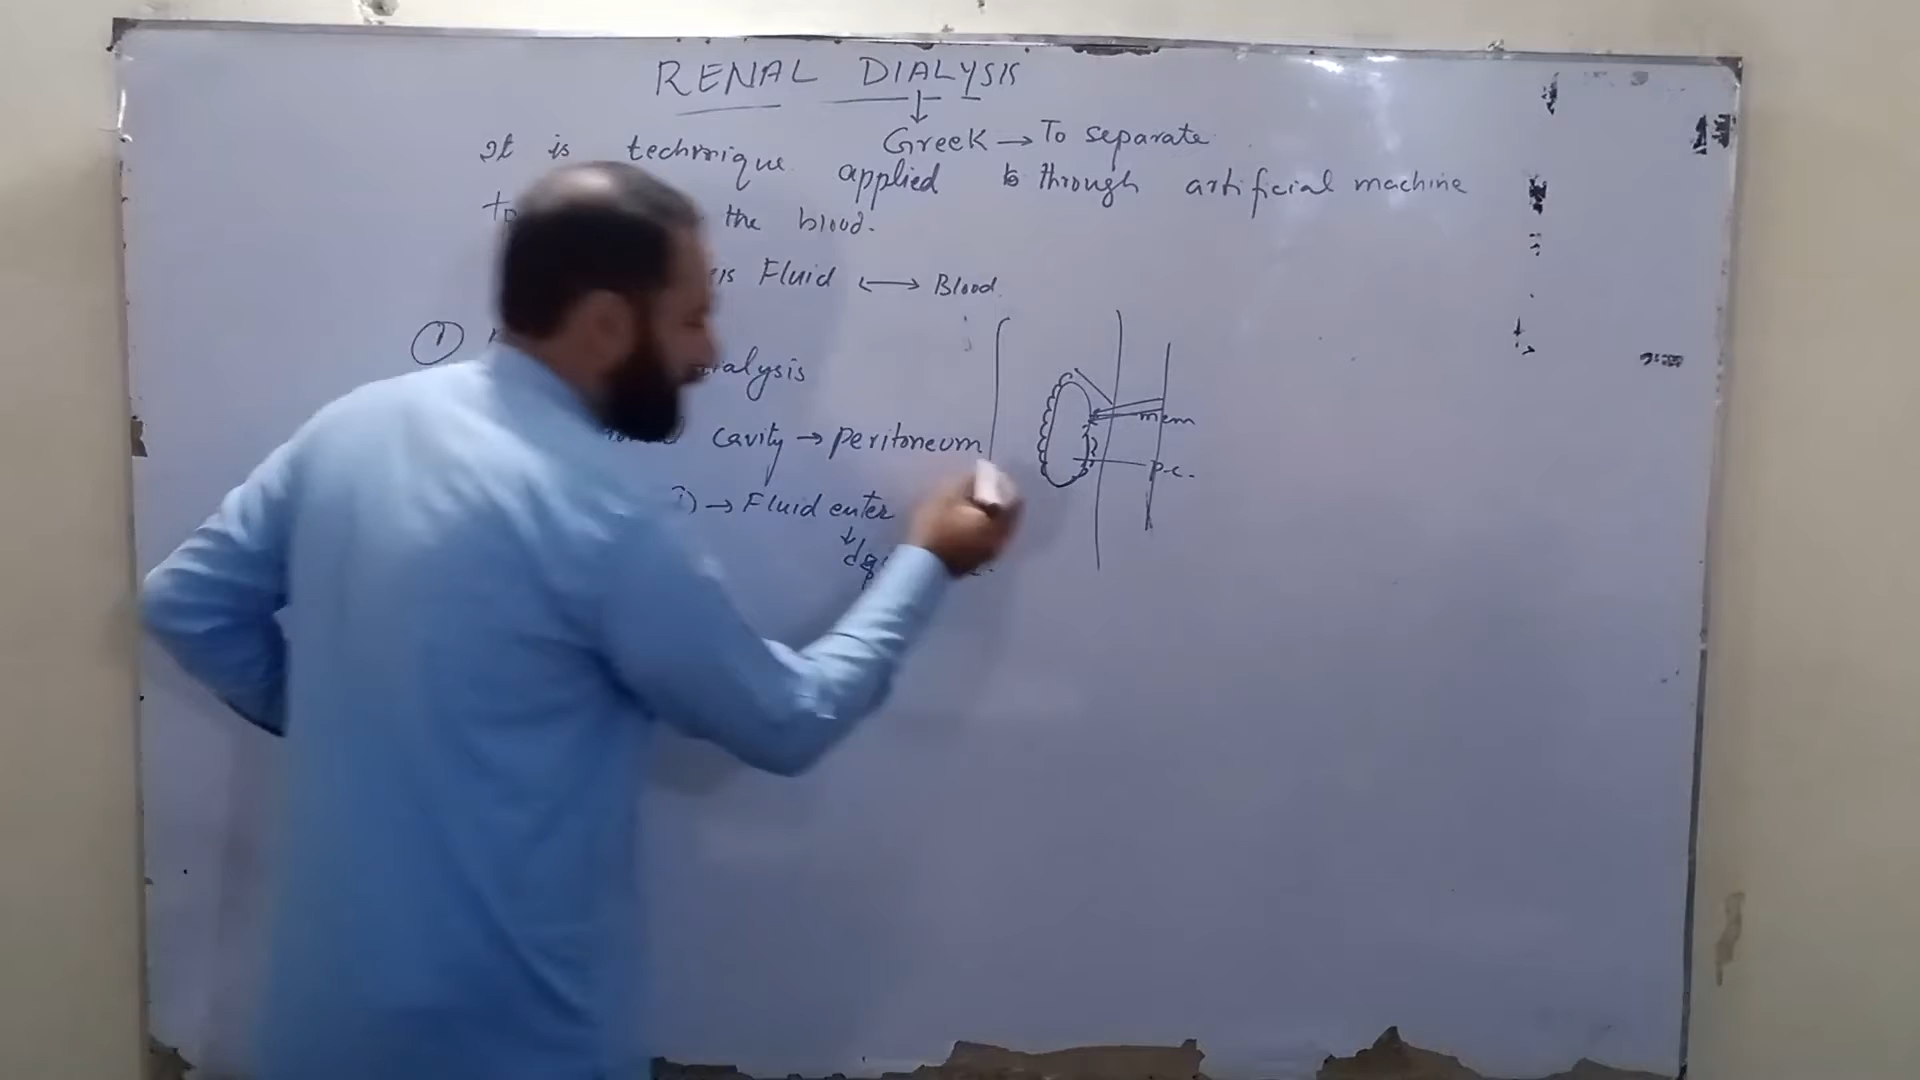 RENAL DIALYSIS
Greek → To separate
It is technique applied to through artificial machine
the blood.
Fluid ⟷ Blood
①
alysis
cavity → peritoneum
→ Fluid enter
mem
p.c.